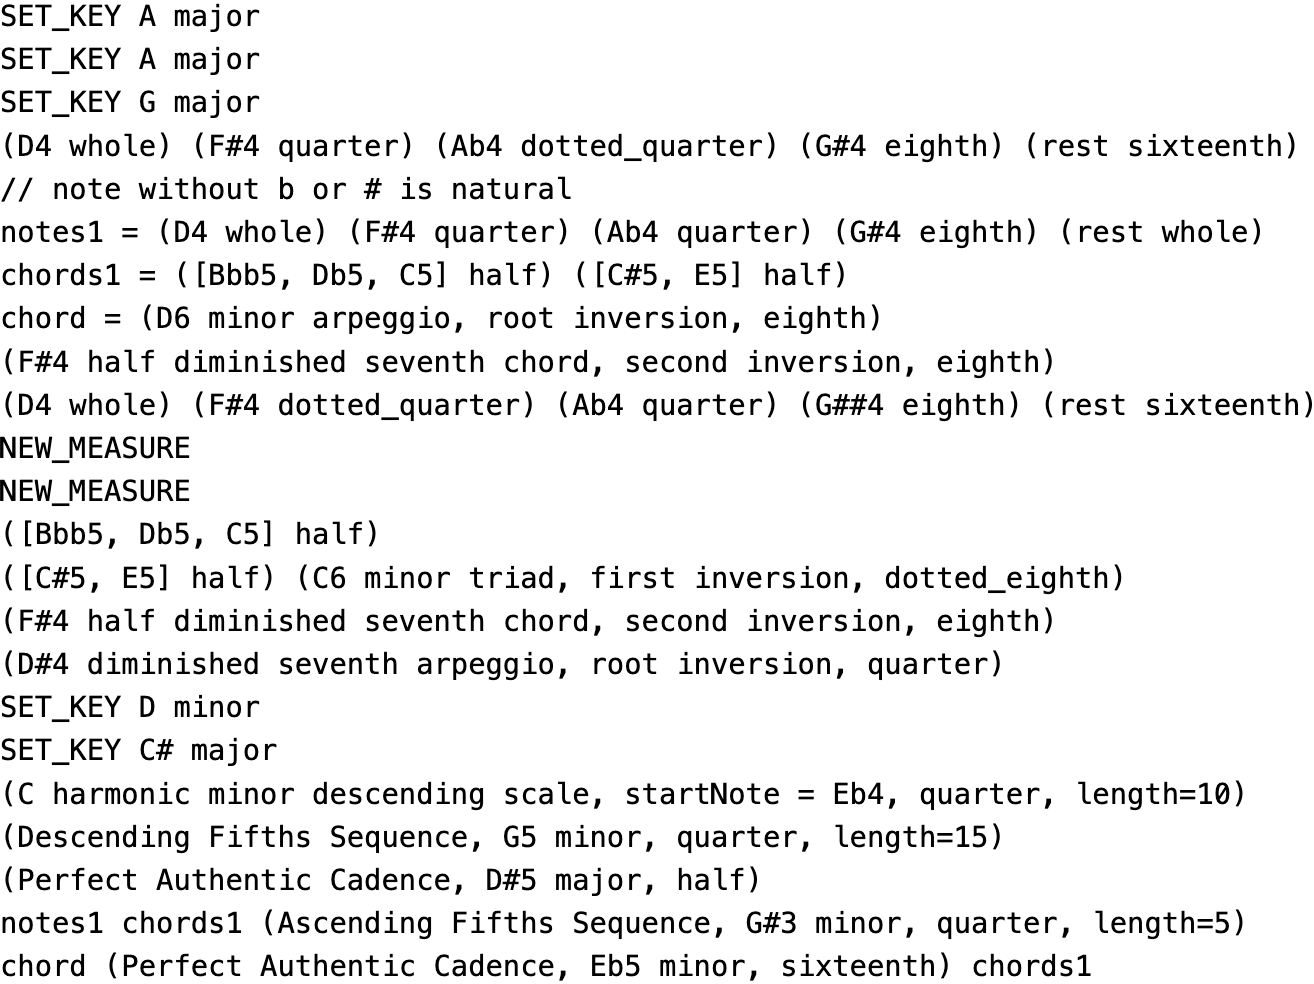 SET_KEY A major
SET_KEY A major
SET_KEY G major
(D4 whole) (F#4 quarter) (Ab4 dotted_quarter) (G#4 eighth) (rest sixteenth)
// note without b or # is natural
notes1 = (D4 whole) (F#4 quarter) (Ab4 quarter) (G#4 eighth) (rest whole)
chords1 = ([Bbb5, Db5, C5] half) ([C#5, E5] half)
chord = (D6 minor arpeggio, root inversion, eighth)
(F#4 half diminished seventh chord, second inversion, eighth)
(D4 whole) (F#4 dotted_quarter) (Ab4 quarter) (G##4 eighth) (rest sixteenth)
NEW_MEASURE
NEW_MEASURE
([Bbb5, Db5, C5] half)
([C#5, E5] half) (C6 minor triad, first inversion, dotted_eighth)
(F#4 half diminished seventh chord, second inversion, eighth)
(D#4 diminished seventh arpeggio, root inversion, quarter)
SET_KEY D minor
SET_KEY C# major
(C harmonic minor descending scale, startNote = Eb4, quarter, length=10)
(Descending Fifths Sequence, G5 minor, quarter, length=15)
(Perfect Authentic Cadence, D#5 major, half)
notes1 chords1 (Ascending Fifths Sequence, G#3 minor, quarter, length=5)
chord (Perfect Authentic Cadence, Eb5 minor, sixteenth) chords1